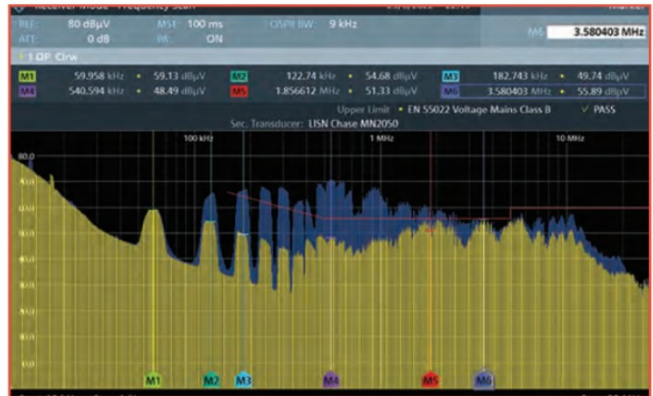 Receiver Mode - Frequency Scan
REF: 80 dBµV MST: 100 ms CISPR BW: 9 kHz
ATT: 0 dB PA: ON M6 3.580403 MHz
1 QP Clrw
M1 59.958 kHz • 59.13 dBµV M2 122.74 kHz • 54.68 dBµV M3 182.743 kHz • 49.74 dBµV
M4 540.594 kHz • 48.49 dBµV M5 1.856612 MHz • 51.33 dBµV M6 3.580403 MHz • 55.89 dBµV
Upper Limit • EN 55022 Voltage Mains Class B ✓ PASS
Sec. Transducer: LISN Chase MN2050
100 kHz 1 MHz 10 MHz
80.0
M1 M2 M3 M4 M5 M6